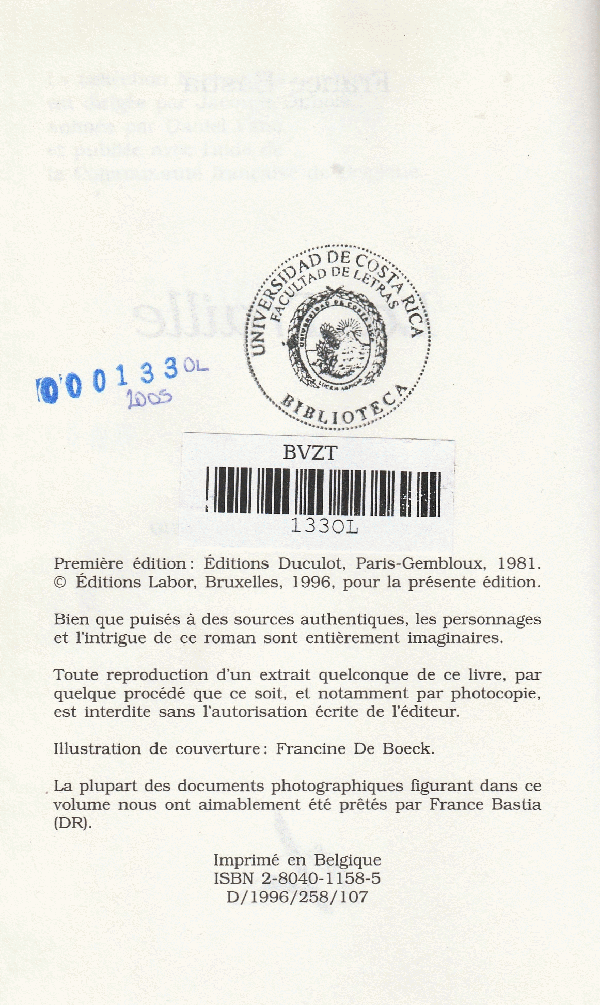 UNIVERSIDAD DE COSTA RICA
FACULTAD DE LETRAS
BIBLIOTECA
000133OL
2005
BVZT
133OL
Première édition : Éditions Duculot, Paris-Gembloux, 1981.
© Éditions Labor, Bruxelles, 1996, pour la présente édition.
Bien que puisés à des sources authentiques, les personnages
et l'intrigue de ce roman sont entièrement imaginaires.
Toute reproduction d'un extrait quelconque de ce livre, par
quelque procédé que ce soit, et notamment par photocopie,
est interdite sans l'autorisation écrite de l'éditeur.
Illustration de couverture : Francine De Boeck.
La plupart des documents photographiques figurant dans ce
volume nous ont aimablement été prêtés par France Bastia
(DR).
Imprimé en Belgique
ISBN 2-8040-1158-5
D/1996/258/107